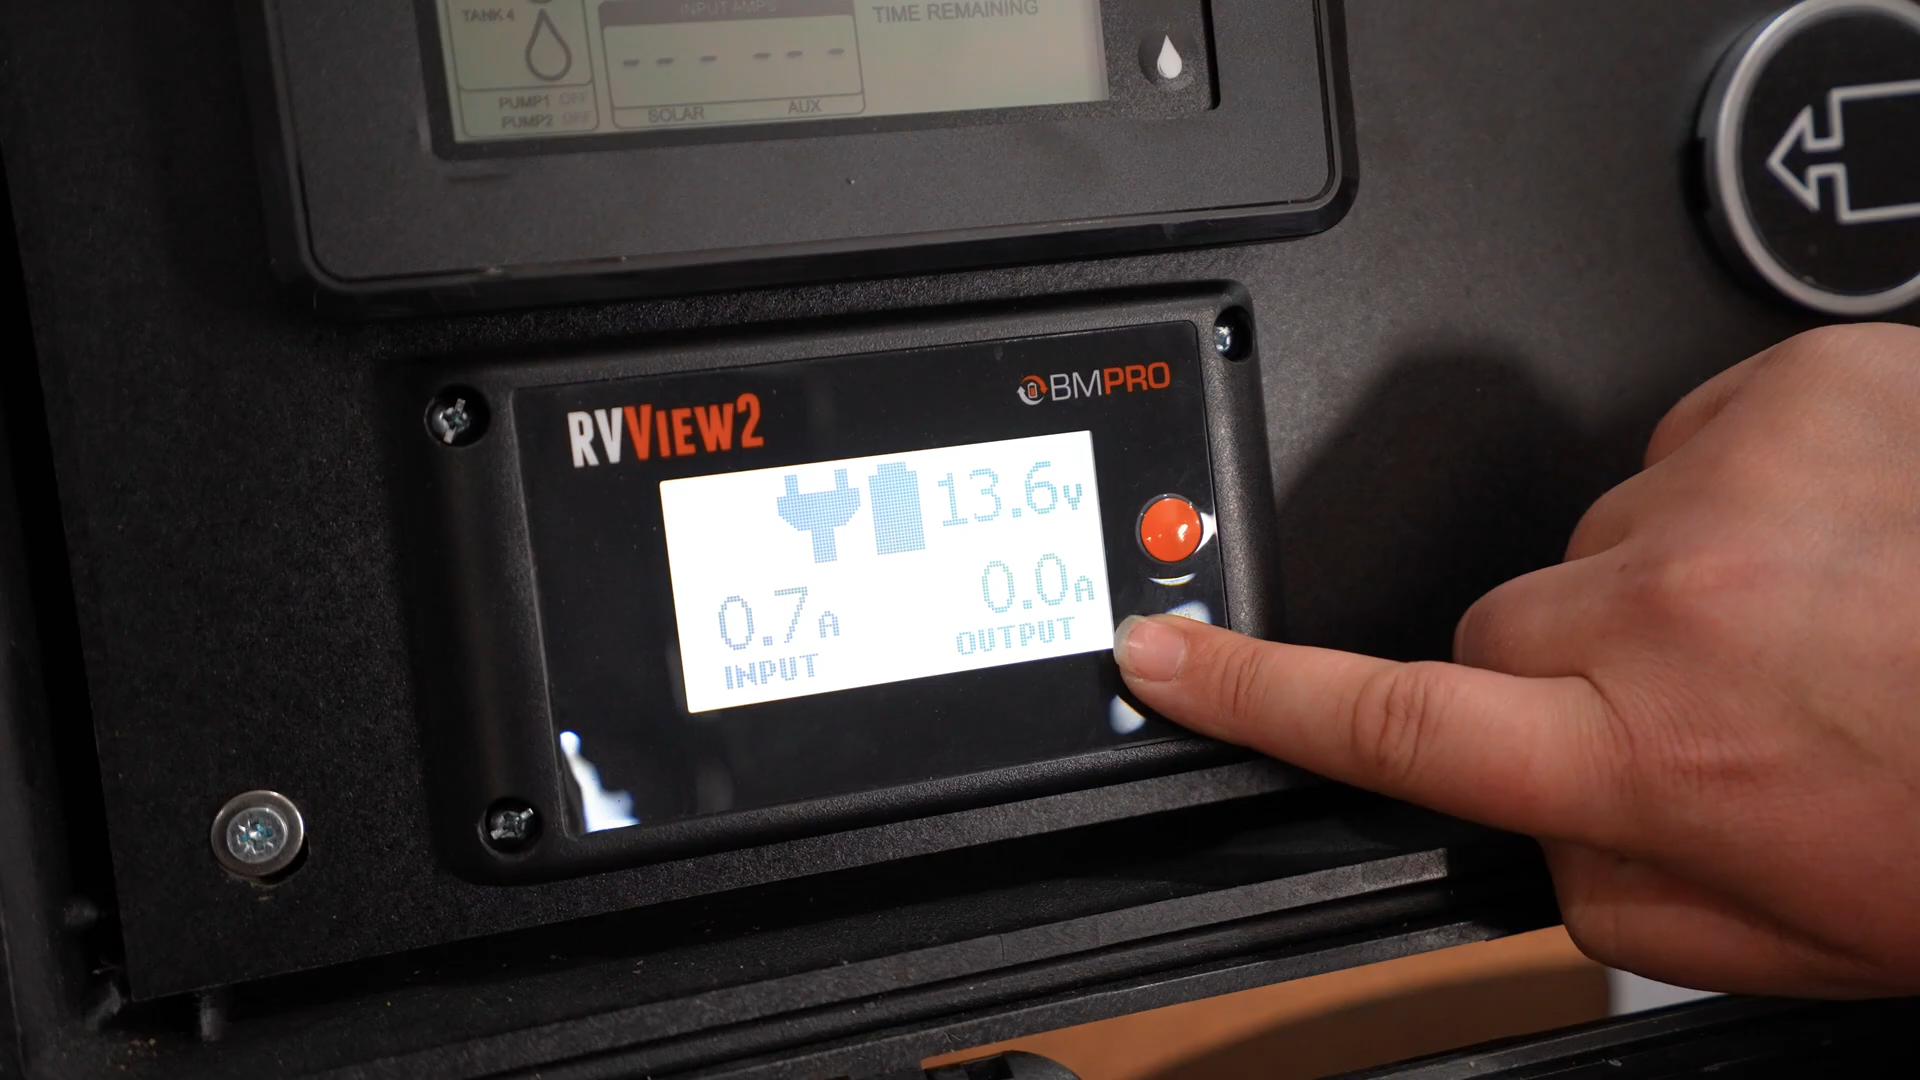 TANK 4
INPUT AMPS
TIME REMAINING
- - - - - -
PUMP1 OFF
PUMP2 OFF
SOLAR
AUX
BMPRO
RVVIEW2
13.6V
0.0A
OUTPUT
0.7A
INPUT